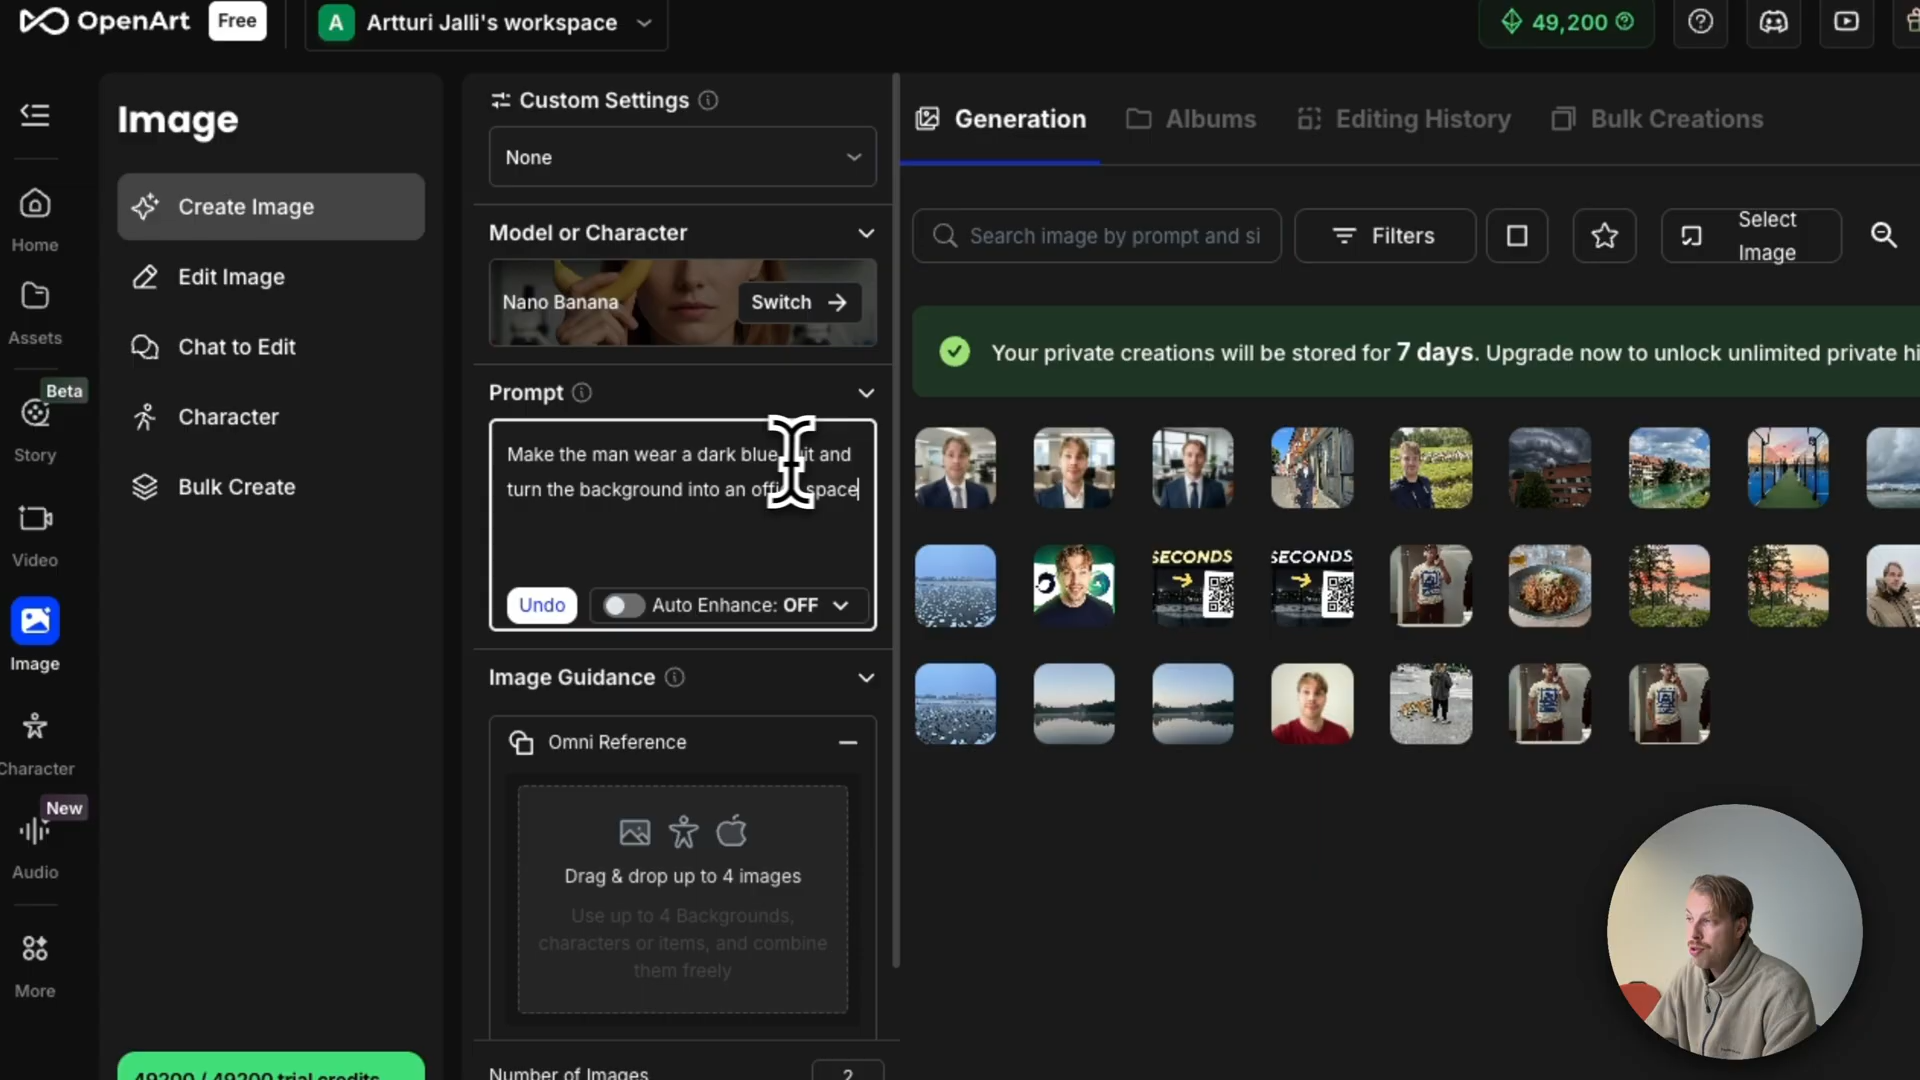 OpenArt
Free
A
Artturi Jalli's workspace
49,200
Home
Assets
Beta
Story
Video
Image
Character
New
Audio
More
Image
Create Image
Edit Image
Chat to Edit
Character
Bulk Create
49200 / 49200 trial credits
Custom Settings
None
Model or Character
Nano Banana
Switch
Prompt
Make the man wear a dark blue and
turn the background into an space
Undo
Auto Enhance: OFF
Image Guidance
Omni Reference
Drag & drop up to 4 images
Use up to 4 Backgrounds,
characters or items, and combine
them freely
Number of Images
2
Generation
Albums
Editing History
Bulk Creations
Search image by prompt and si
Filters
Select
Image
Your private creations will be stored for 7 days. Upgrade now to unlock unlimited private hi
SECONDS
SECONDS